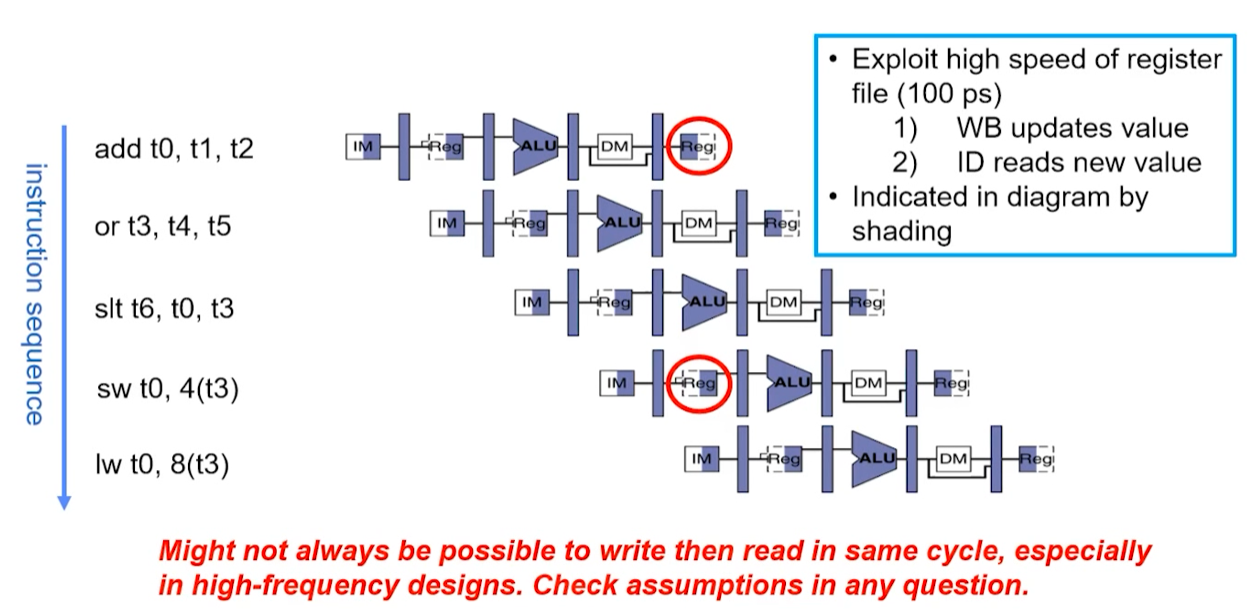 • Exploit high speed of register
file (100 ps)
1) WB updates value
2) ID reads new value
• Indicated in diagram by
shading
instruction sequence
add t0, t1, t2
IM Reg ALU DM Reg
or t3, t4, t5
IM Reg ALU DM Reg
slt t6, t0, t3
IM Reg ALU DM Reg
sw t0, 4(t3)
IM Reg ALU DM Reg
lw t0, 8(t3)
IM Reg ALU DM Reg
Might not always be possible to write then read in same cycle, especially
in high-frequency designs. Check assumptions in any question.